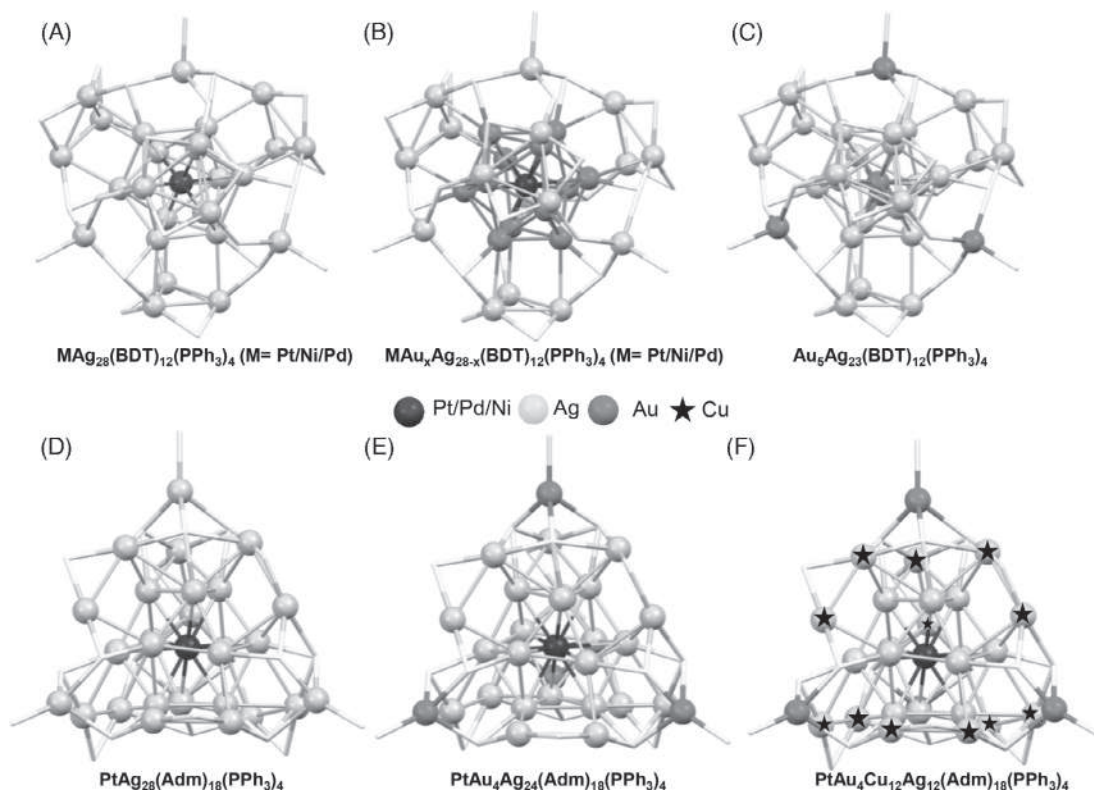 (A) (B) (C)
MAg₂₈(BDT)₁₂(PPh₃)₄ (M= Pt/Ni/Pd) MAuₓAg₂₈₋ₓ(BDT)₁₂(PPh₃)₄ (M= Pt/Ni/Pd) Au₅Ag₂₃(BDT)₁₂(PPh₃)₄
Pt/Pd/Ni Ag Au Cu
(D) (E) (F)
PtAg₂₈(Adm)₁₈(PPh₃)₄ PtAu₄Ag₂₄(Adm)₁₈(PPh₃)₄ PtAu₄Cu₁₂Ag₁₂(Adm)₁₈(PPh₃)₄